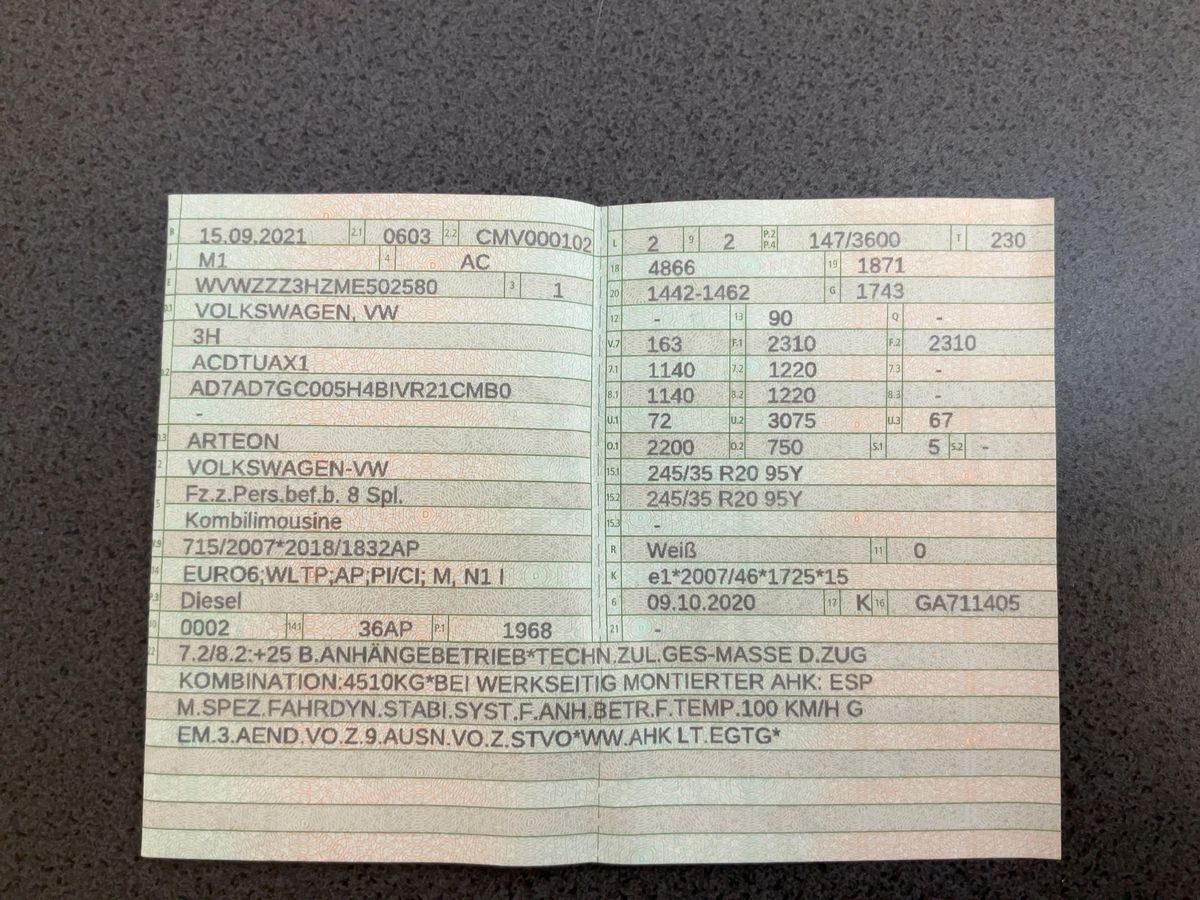 B 15.09.2021 2.1 0603 2.2 CMV000102
J M1 4 AC
E WVWZZZ3HZME502580 3 1
VOLKSWAGEN, VW
3H
ACDTUAX1
AD7AD7GC005H4BIVR21CMB0
-
ARTEON
VOLKSWAGEN-VW
5 Fz.z.Pers.bef.b. 8 Spl.
Kombilimousine
715/2007*2018/1832AP
EURO6;WLTP;AP;PI/CI; M, N1 I
Diesel
0002 14.1 36AP P.1 1968
L 2 9 2 P.2 P.4 147/3600 T 230
18 4866 19 1871
20 1442-1462 G 1743
12 - 13 90 Q -
V.7 163 F.1 2310 F.2 2310
7.1 1140 7.2 1220 7.3 -
8.1 1140 8.2 1220 8.3 -
U.1 72 U.2 3075 U.3 67
O.1 2200 O.2 750 S.1 5 S.2 -
15.1 245/35 R20 95Y
15.2 245/35 R20 95Y
15.3 -
R Weiß 11 0
K e1*2007/46*1725*15
6 09.10.2020 17 K 16 GA711405
21 -
22 7.2/8.2:+25 B.ANHÄNGEBETRIEB*TECHN.ZUL.GES-MASSE D.ZUG
KOMBINATION:4510KG*BEI WERKSEITIG MONTIERTER AHK: ESP
M.SPEZ.FAHRDYN.STABI.SYST.F.ANH.BETR.F.TEMP.100 KM/H G
EM.3.AEND.VO.Z.9.AUSN.VO.Z.STVO*WW.AHK LT.EGTG*